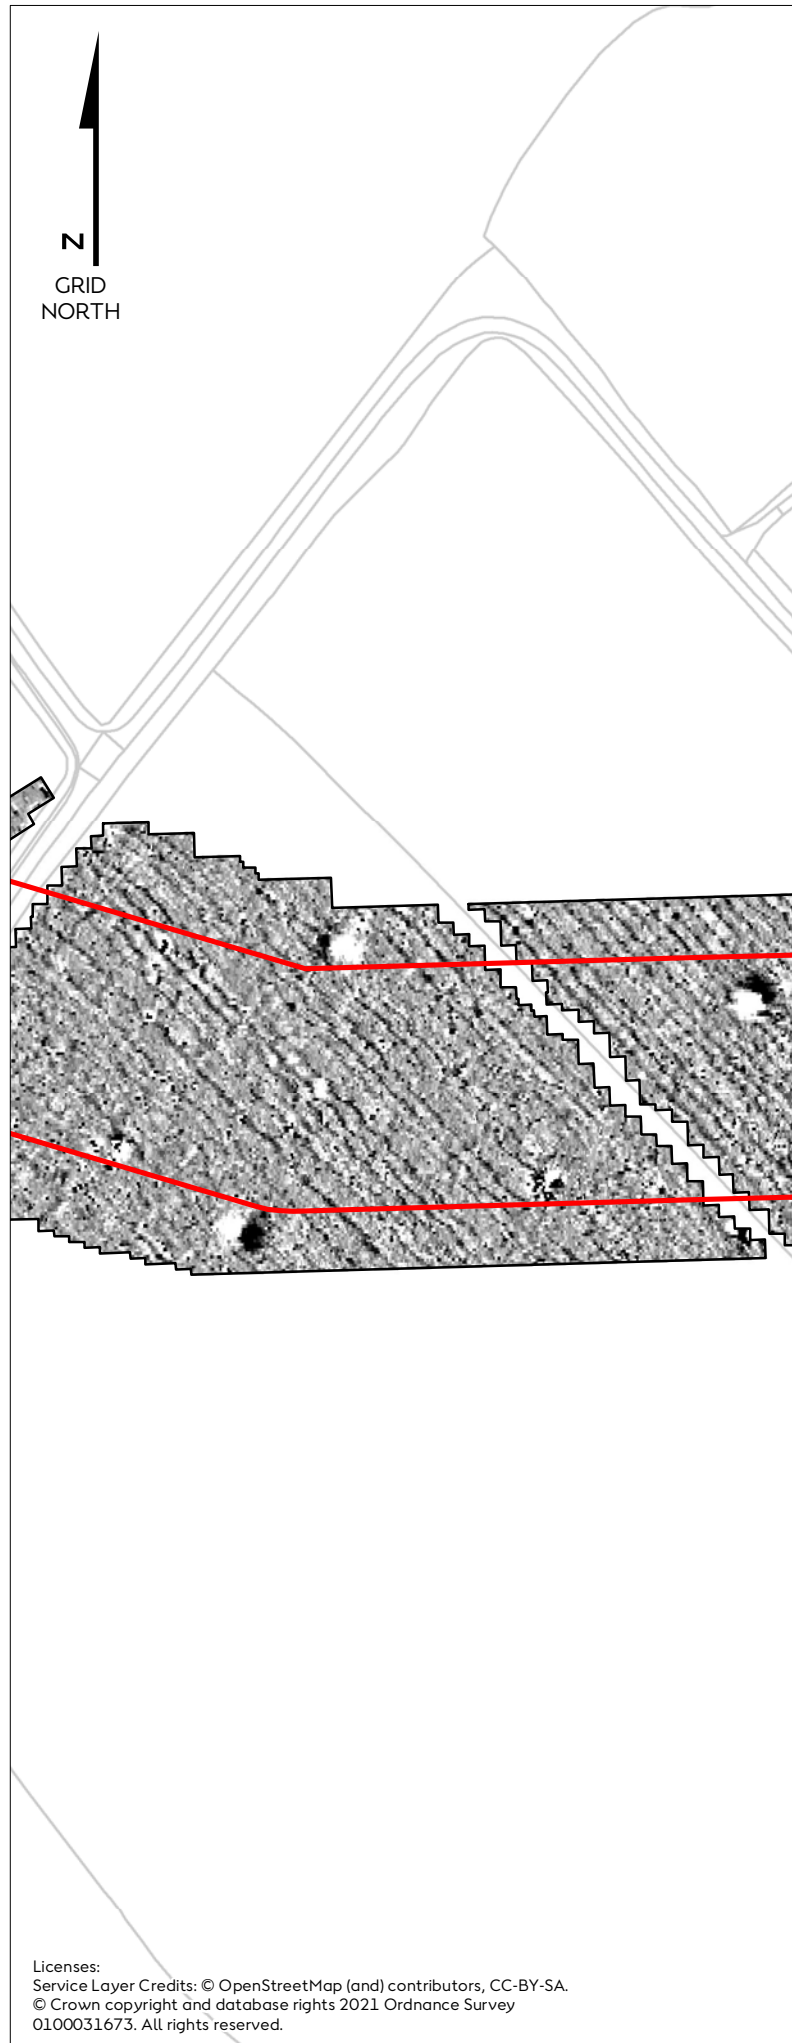 N
GRID
NORTH
Licenses:
Service Layer Credits: © OpenStreetMap (and) contributors, CC-BY-SA.
© Crown copyright and database rights 2021 Ordnance Survey
0100031673. All rights reserved.